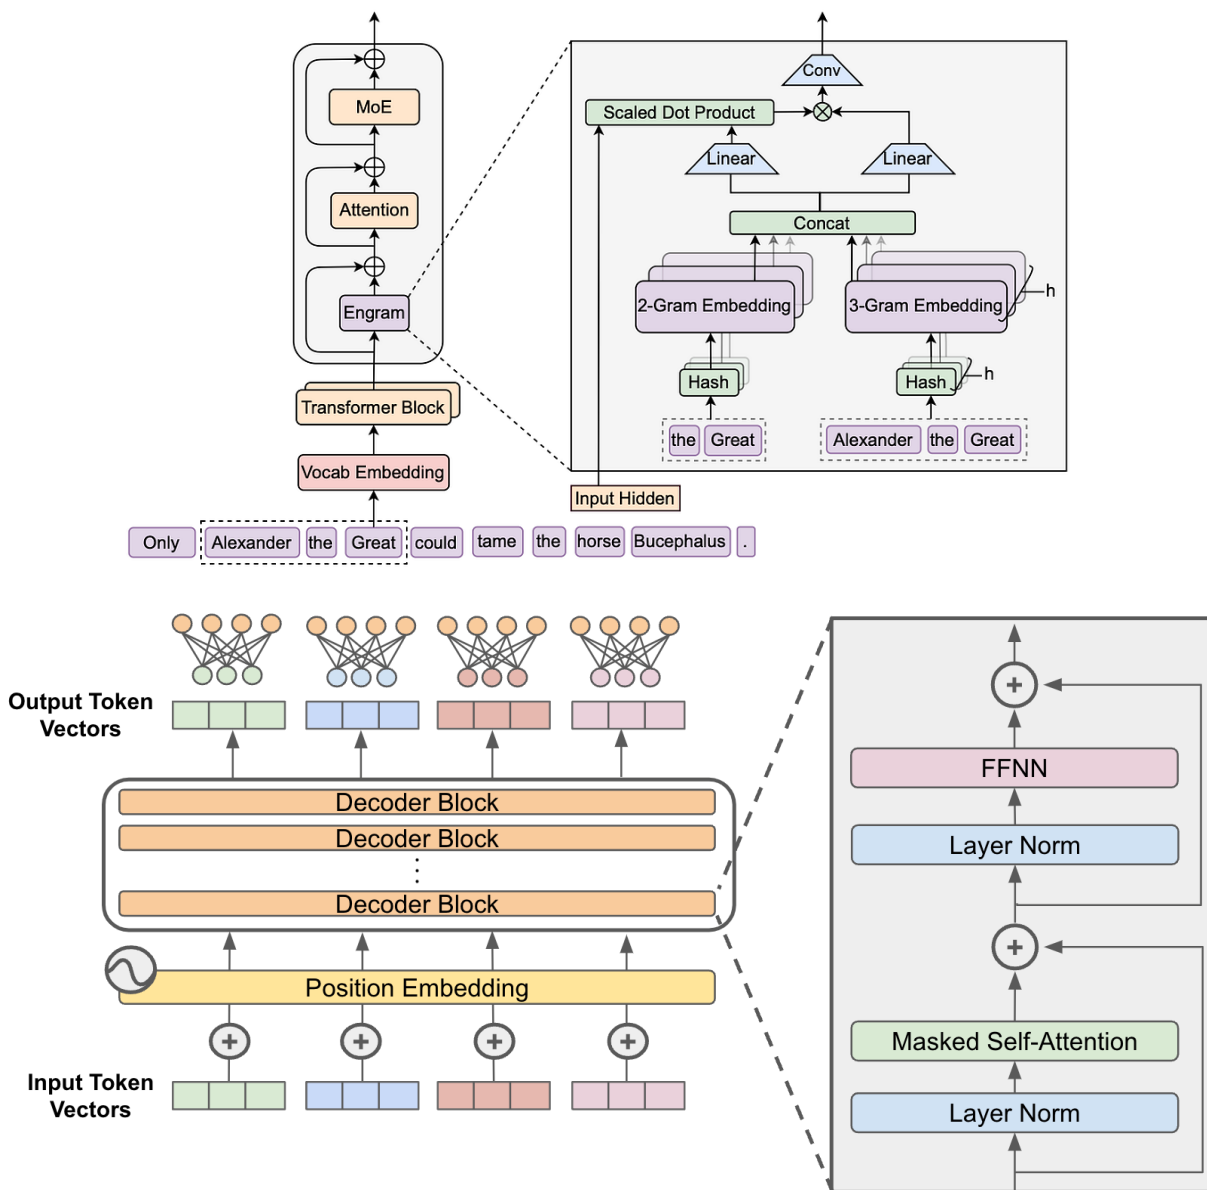 Conv
MoE
Scaled Dot Product
Linear
Linear
Attention
Concat
Engram
2-Gram Embedding
3-Gram Embedding
h
Hash
Hash
h
Transformer Block
the Great
Alexander the Great
Vocab Embedding
Input Hidden
Only Alexander the Great could tame the horse Bucephalus .
Output Token
Vectors
Decoder Block
Decoder Block
Decoder Block
Position Embedding
Input Token
Vectors
FFNN
Layer Norm
Masked Self-Attention
Layer Norm